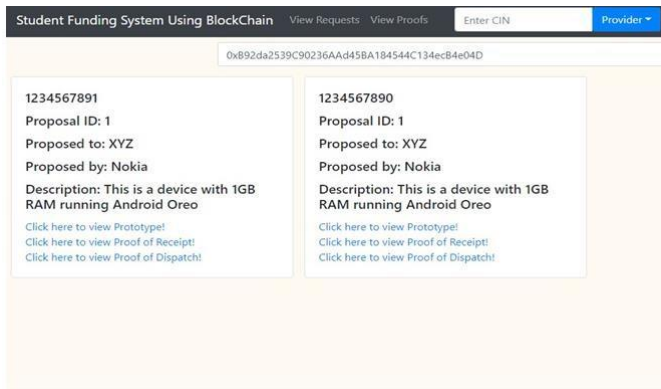 Student Funding System Using BlockChain View Requests View Proofs Enter CIN Provider
0xB92da2539C90236AAd45BA184544C134ecB4e04D
1234567891
Proposal ID: 1
Proposed to: XYZ
Proposed by: Nokia
Description: This is a device with 1GB
RAM running Android Oreo
Click here to view Prototype!
Click here to view Proof of Receipt!
Click here to view Proof of Dispatch!
1234567890
Proposal ID: 1
Proposed to: XYZ
Proposed by: Nokia
Description: This is a device with 1GB
RAM running Android Oreo
Click here to view Prototype!
Click here to view Proof of Receipt!
Click here to view Proof of Dispatch!